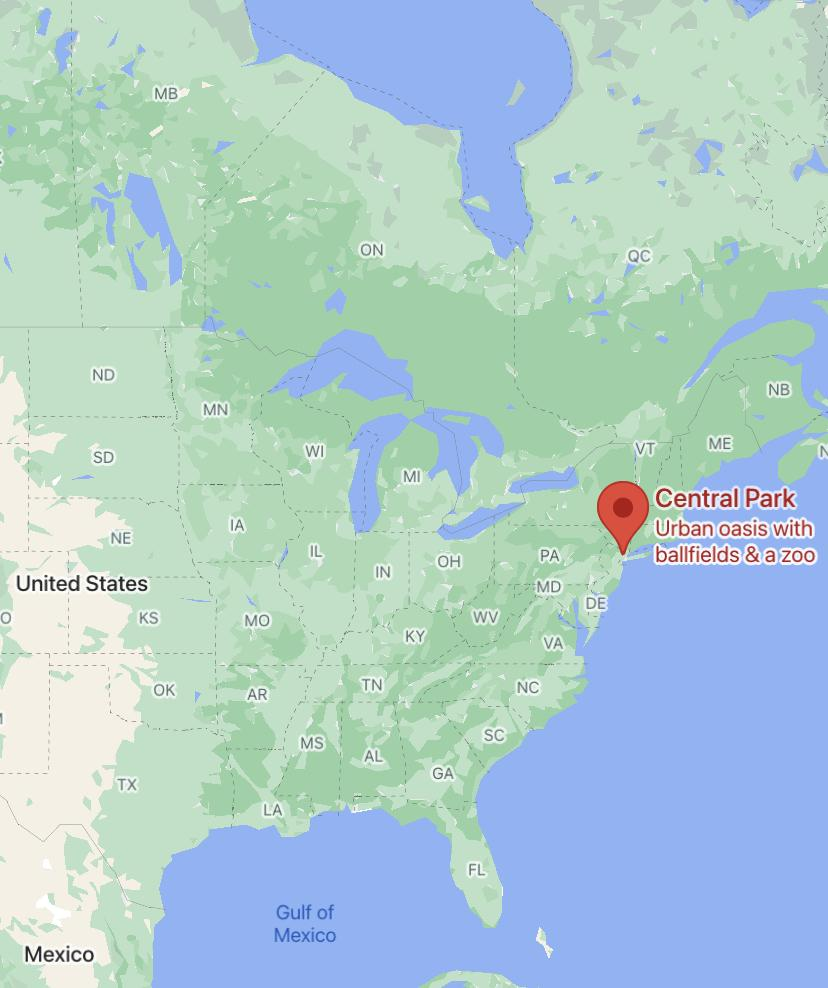 MB
ON
QC
ND
MN
NB
SD
WI
MI
VT
ME
NE
IA
IL
IN
OH
PA
Central Park
Urban oasis with
ballfields & a zoo
United States
KS
MO
KY
WV
MD
DE
VA
OK
AR
TN
NC
MS
AL
SC
TX
LA
GA
FL
Gulf of
Mexico
Mexico